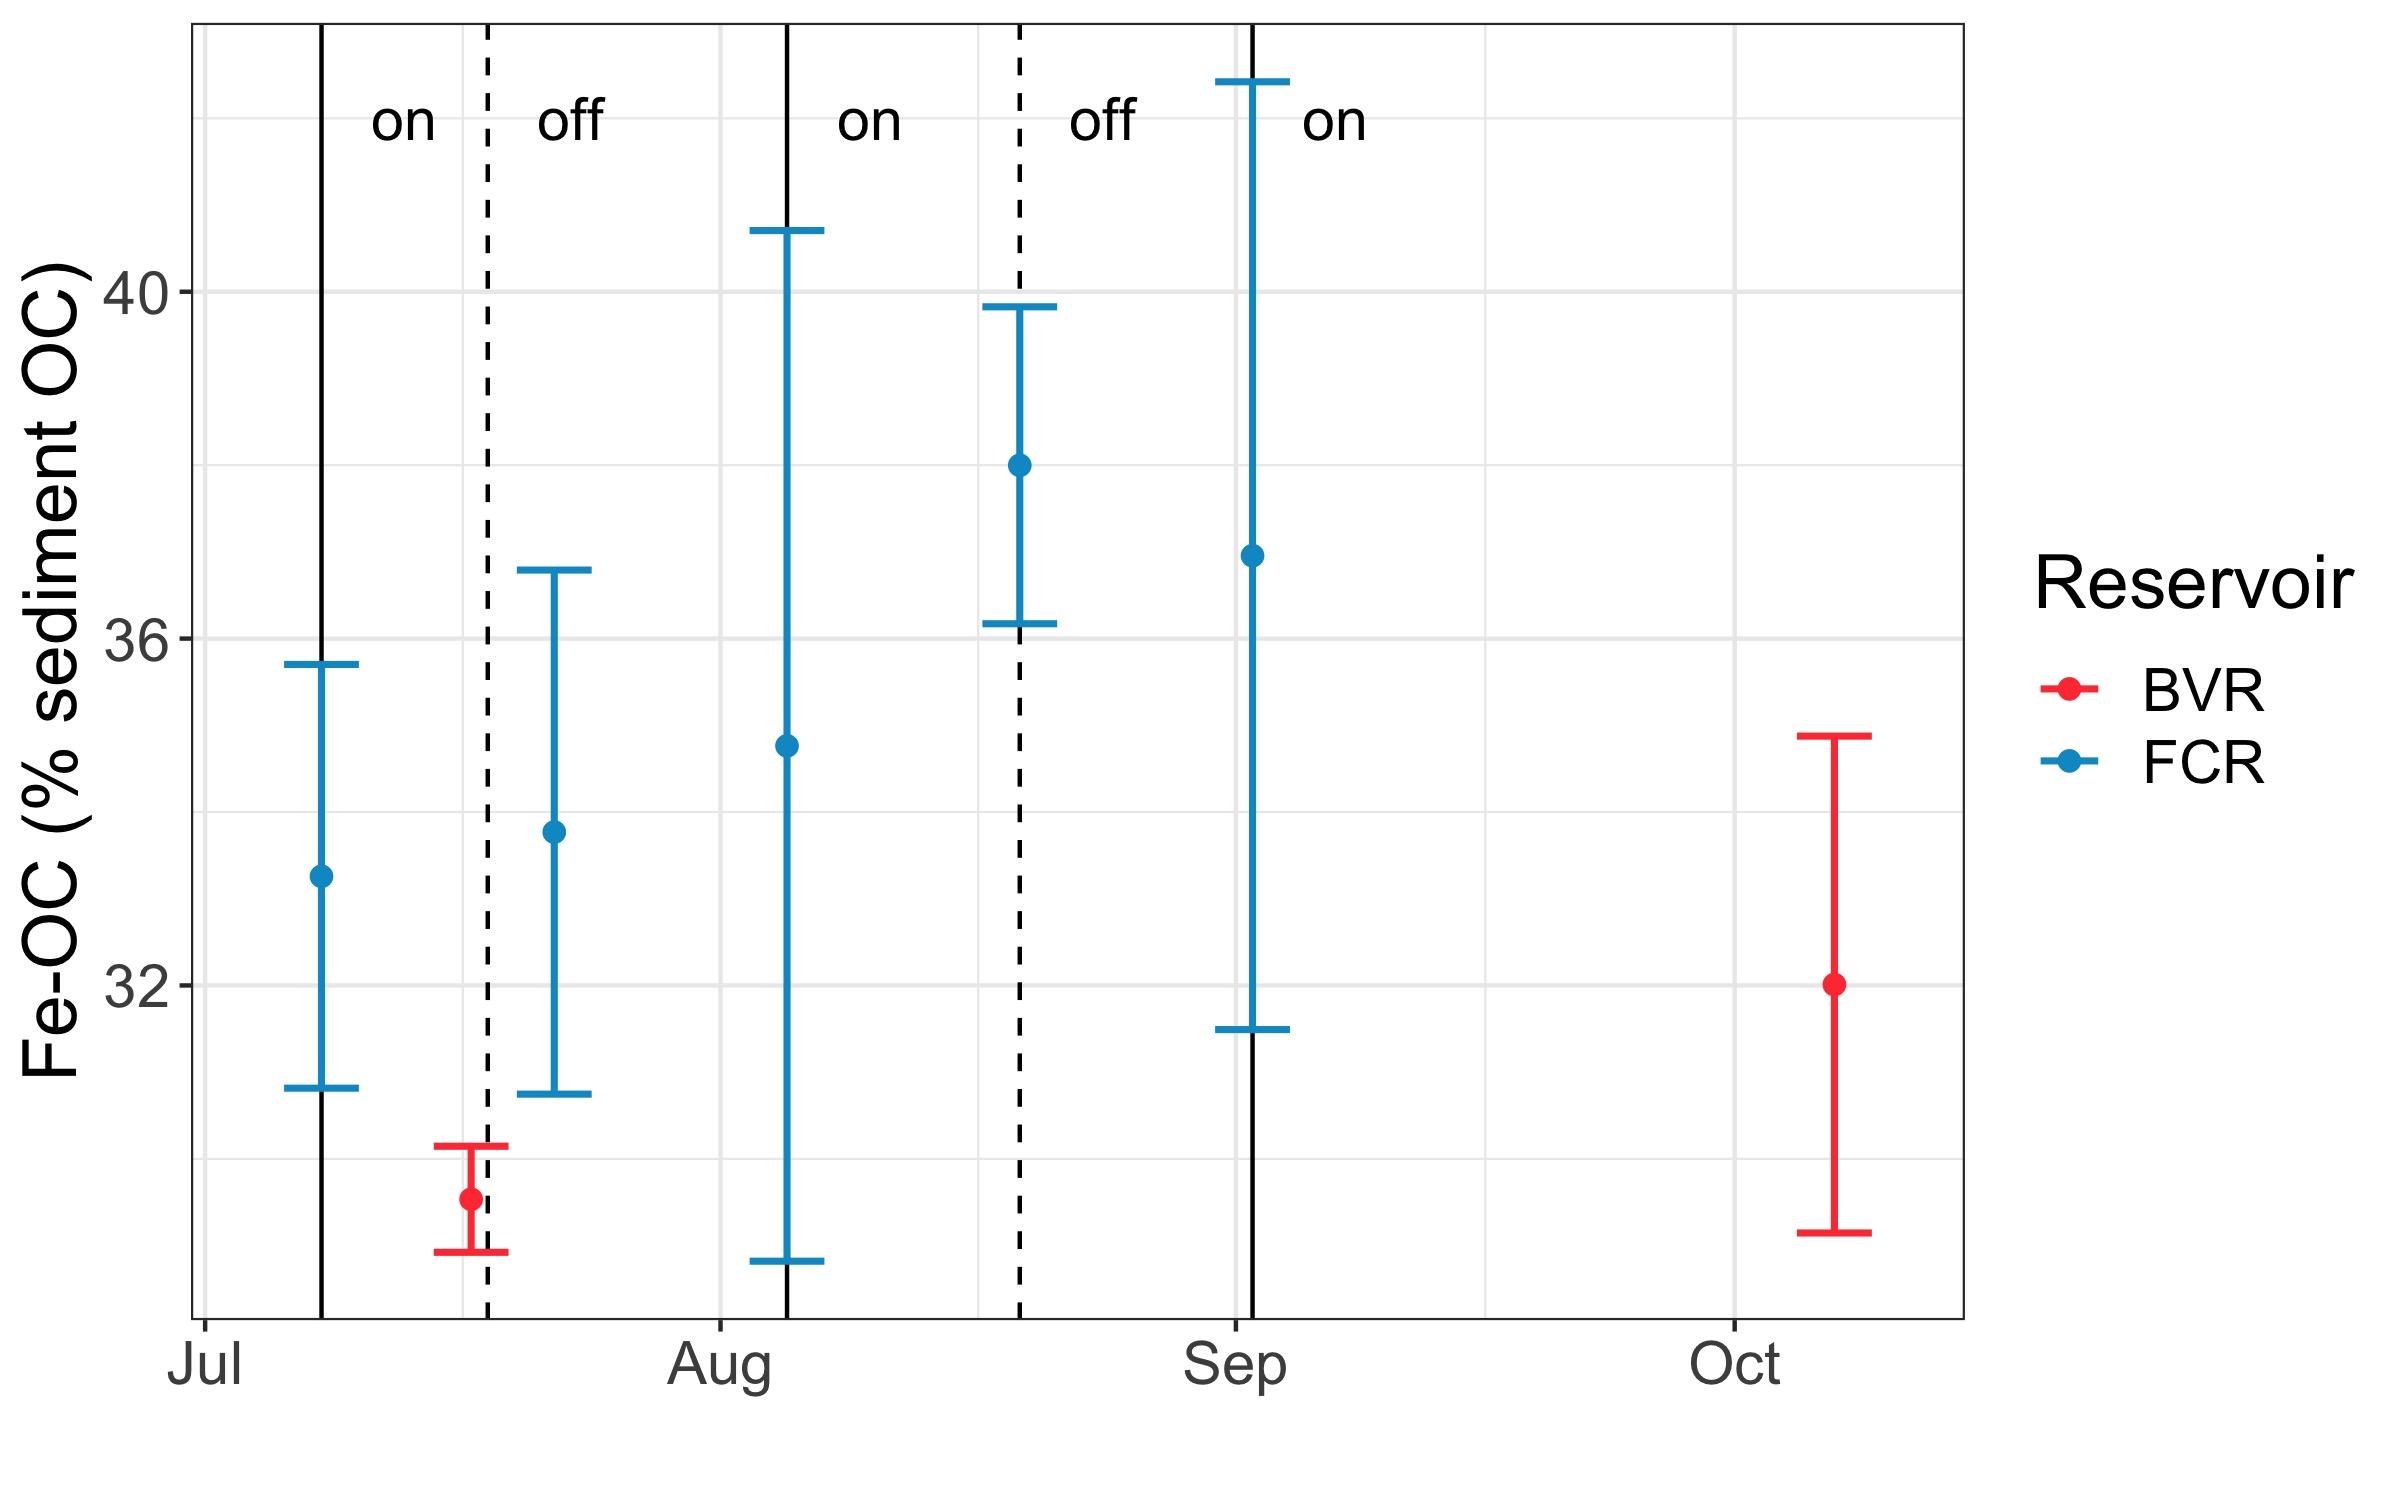 on off on off on
Fe-OC (% sediment OC)
40
36
32
Jul Aug Sep Oct
Reservoir
BVR
FCR